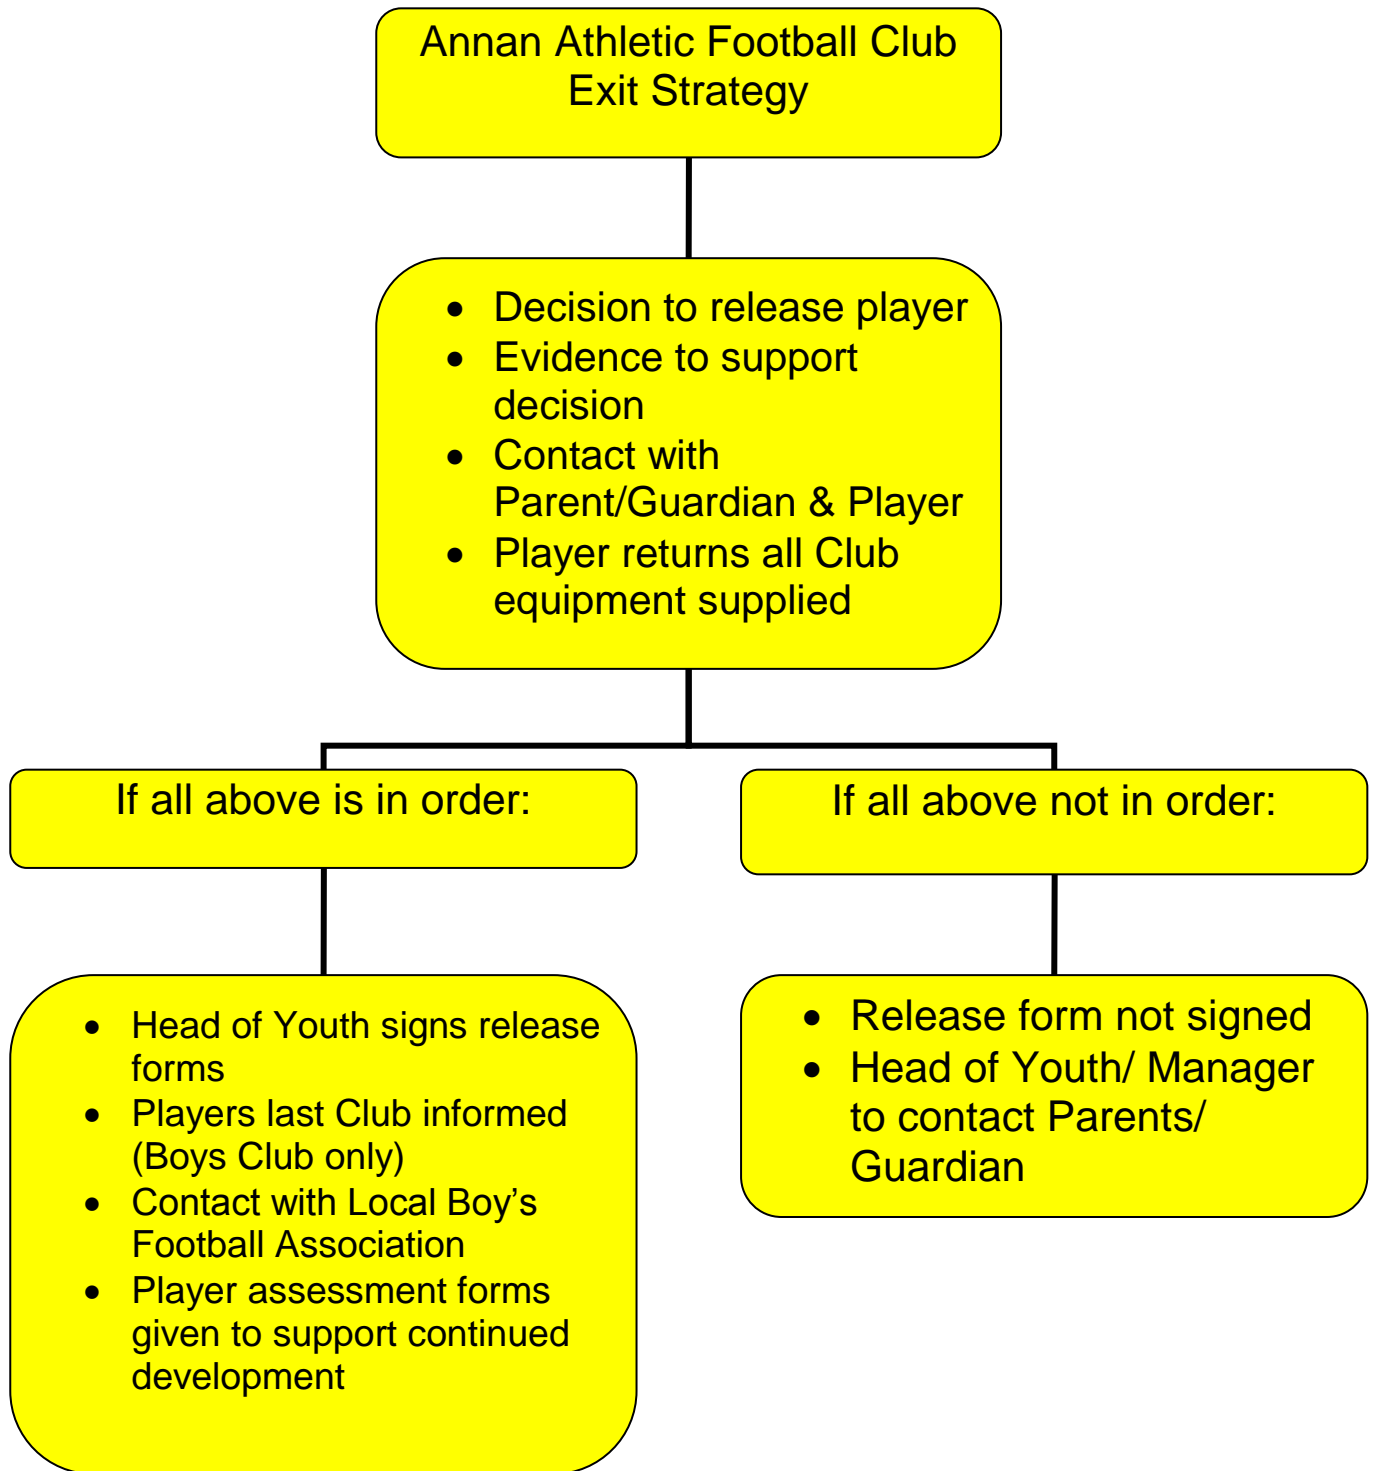 Annan Athletic Football Club
Exit Strategy
• Decision to release player
• Evidence to support
decision
• Contact with
Parent/Guardian & Player
• Player returns all Club
equipment supplied
If all above is in order:
If all above not in order:
• Head of Youth signs release
forms
• Players last Club informed
(Boys Club only)
• Contact with Local Boy’s
Football Association
• Player assessment forms
given to support continued
development
• Release form not signed
• Head of Youth/ Manager
to contact Parents/
Guardian